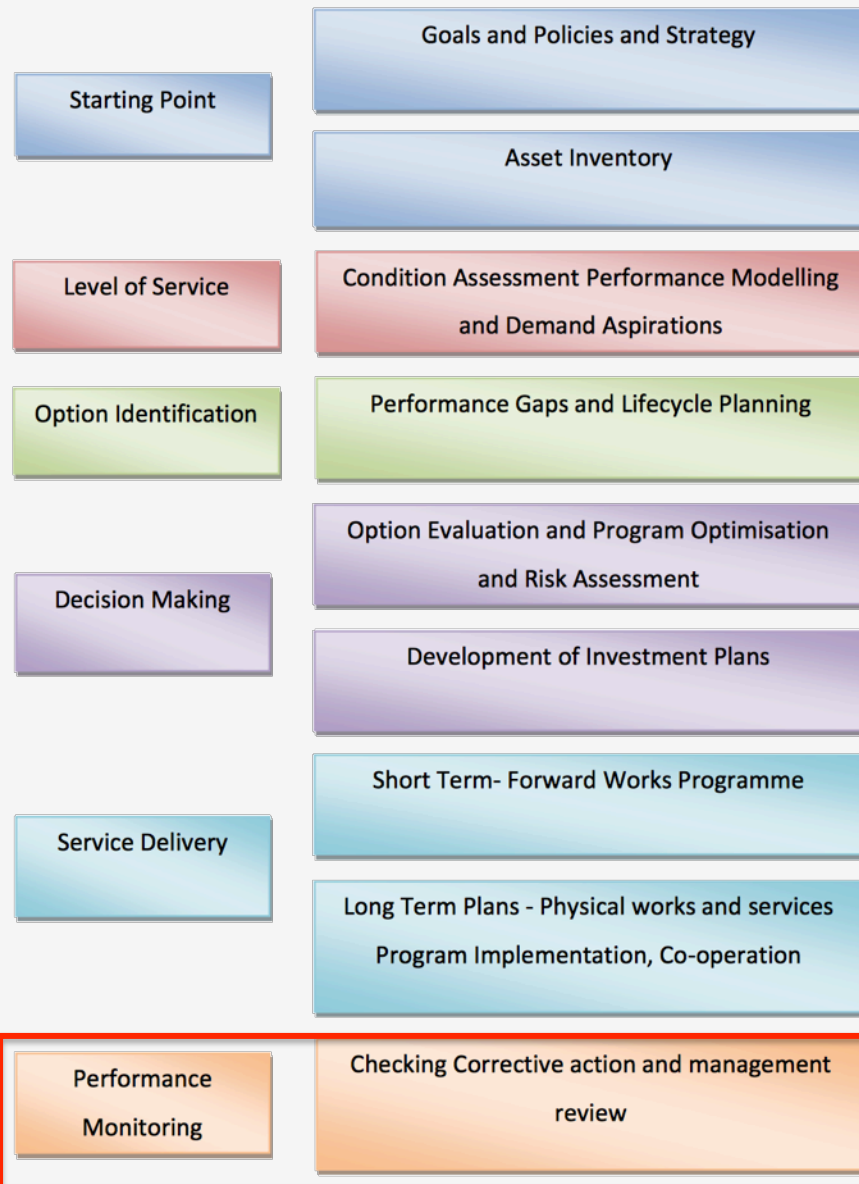 Goals and Policies and Strategy
Starting Point
Asset Inventory
Level of Service
Condition Assessment Performance Modelling
and Demand Aspirations
Option Identification
Performance Gaps and Lifecycle Planning
Option Evaluation and Program Optimisation
and Risk Assessment
Decision Making
Development of Investment Plans
Short Term- Forward Works Programme
Service Delivery
Long Term Plans - Physical works and services
Program Implementation, Co-operation
Performance
Monitoring
Checking Corrective action and management
review